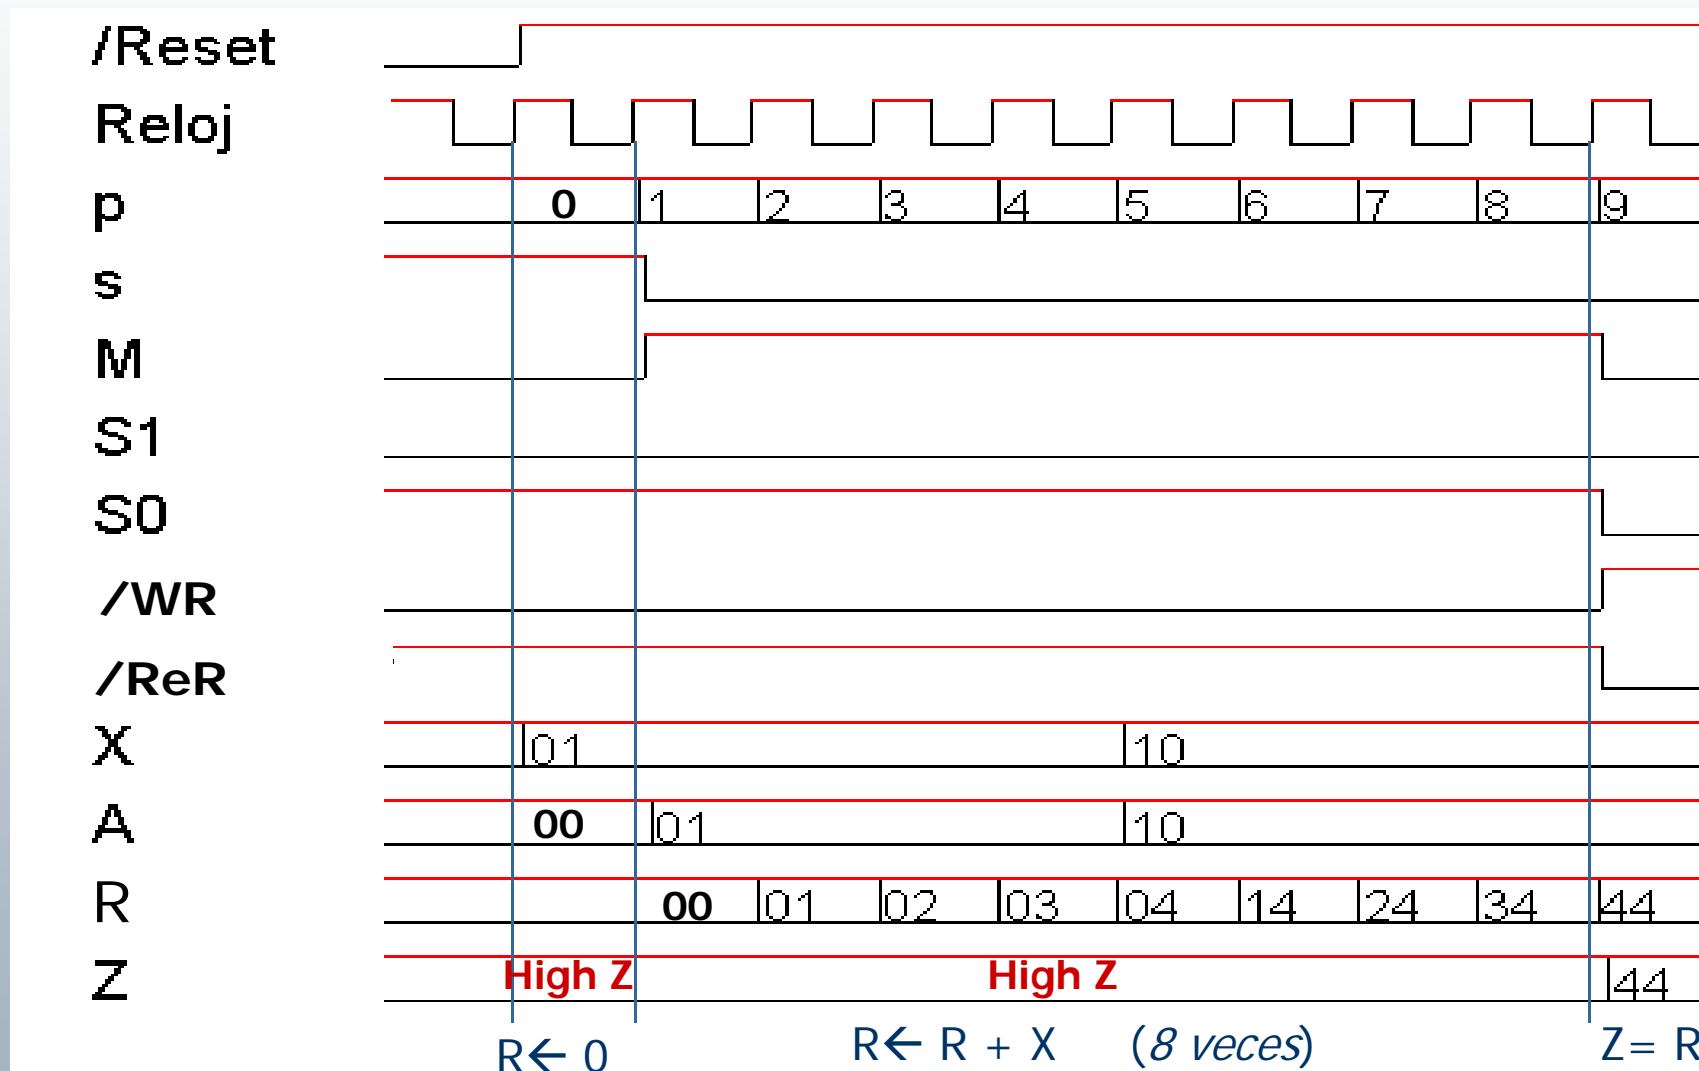 /Reset
Reloj
p 0 1 2 3 4 5 6 7 8 9
s
M
S1
S0
/WR
/ReR
X 01 10
A 00 01 10
R 00 01 02 03 04 14 24 34 44
Z High Z High Z 44
R← 0 R← R + X (8 veces) Z= R